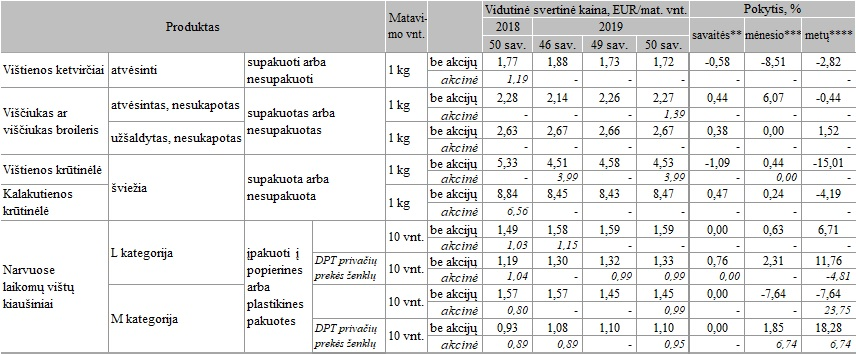 Produktas Matavi- Vidutinė svertinė kaina, EUR/mat. vnt. Pokytis, %
mo vnt. 2018 2019 savaitės** mėnesio*** metų****
50 sav. 46 sav. 49 sav. 50 sav.
Vištienos ketvirčiai atvėsinti supakuoti arba nesupakuoti 1 kg be akcijų 1,77 1,88 1,73 1,72 -0,58 -8,51 -2,82
akcinė 1,19 - - - - - -
Viščiukas ar viščiukas broileris atvėsintas, nesukapotas supakuotas arba nesupakuotas 1 kg be akcijų 2,28 2,14 2,26 2,27 0,44 6,07 -0,44
akcinė - - - 1,39 - - -
užšaldytas, nesukapotas 1 kg be akcijų 2,63 2,67 2,66 2,67 0,38 0,00 1,52
akcinė - - - - - - -
Vištienos krūtinėlė šviežia supakuota arba nesupakuota 1 kg be akcijų 5,33 4,51 4,58 4,53 -1,09 0,44 -15,01
akcinė - 3,99 - 3,99 - 0,00 -
Kalakutienos krūtinėlė 1 kg be akcijų 8,84 8,45 8,43 8,47 0,47 0,24 -4,19
akcinė 6,56 - - - - - -
Narvuose laikomų vištų kiaušiniai L kategorija įpakuoti į popierines arba plastikines pakuotes 10 vnt. be akcijų 1,49 1,58 1,59 1,59 0,00 0,63 6,71
akcinė 1,03 1,15 - - - - -
DPT privačių prekės ženklų 10 vnt. be akcijų 1,19 1,30 1,32 1,33 0,76 2,31 11,76
akcinė 1,04 - 0,99 0,99 0,00 - -4,81
M kategorija 10 vnt. be akcijų 1,57 1,57 1,45 1,45 0,00 -7,64 -7,64
akcinė 0,80 - - 0,99 - - 23,75
DPT privačių prekės ženklų 10 vnt. be akcijų 0,93 1,08 1,10 1,10 0,00 1,85 18,28
akcinė 0,89 0,89 - 0,95 - 6,74 6,74